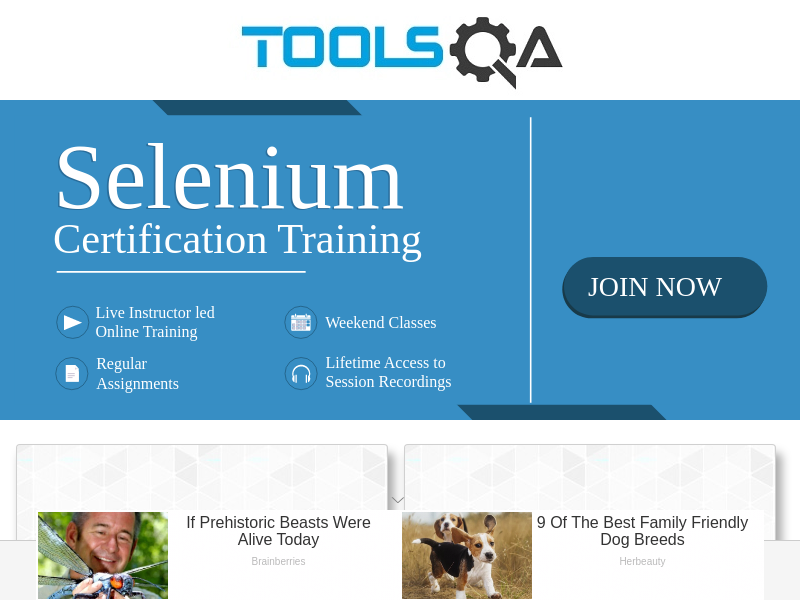 TOOLSQA
Selenium
Certification Training
JOIN NOW
Live Instructor led
Online Training
Weekend Classes
Regular
Assignments
Lifetime Access to
Session Recordings
If Prehistoric Beasts Were
Alive Today
Brainberries
9 Of The Best Family Friendly
Dog Breeds
Herbeauty